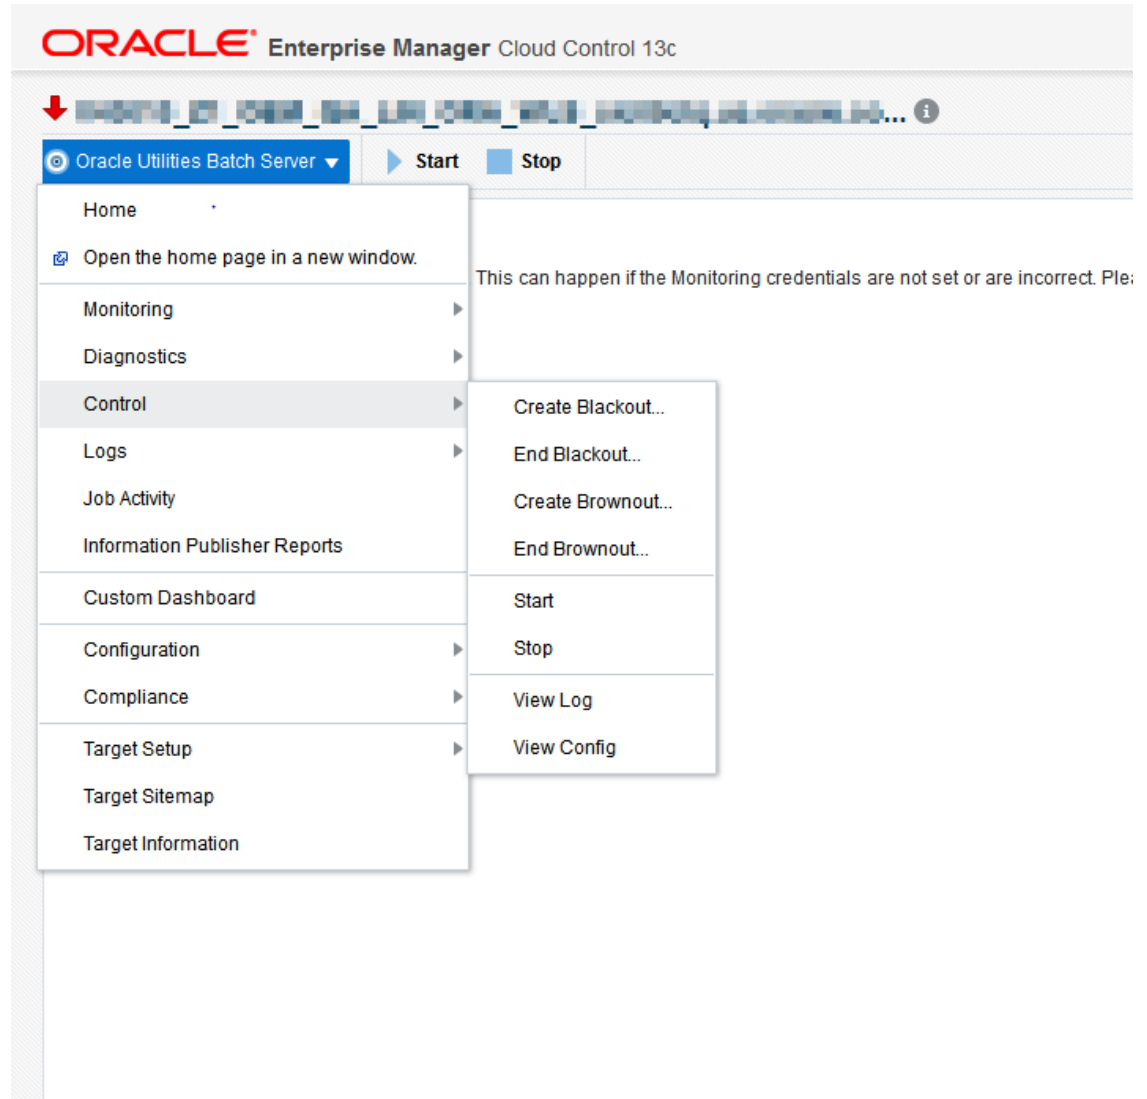 ORACLE Enterprise Manager Cloud Control 13c
...
Oracle Utilities Batch Server Start Stop
Home
Open the home page in a new window.
This can happen if the Monitoring credentials are not set or are incorrect.
Monitoring
Diagnostics
Control
Logs
Job Activity
Information Publisher Reports
Custom Dashboard
Configuration
Compliance
Target Setup
Target Sitemap
Target Information
Create Blackout...
End Blackout...
Create Brownout...
End Brownout...
Start
Stop
View Log
View Config